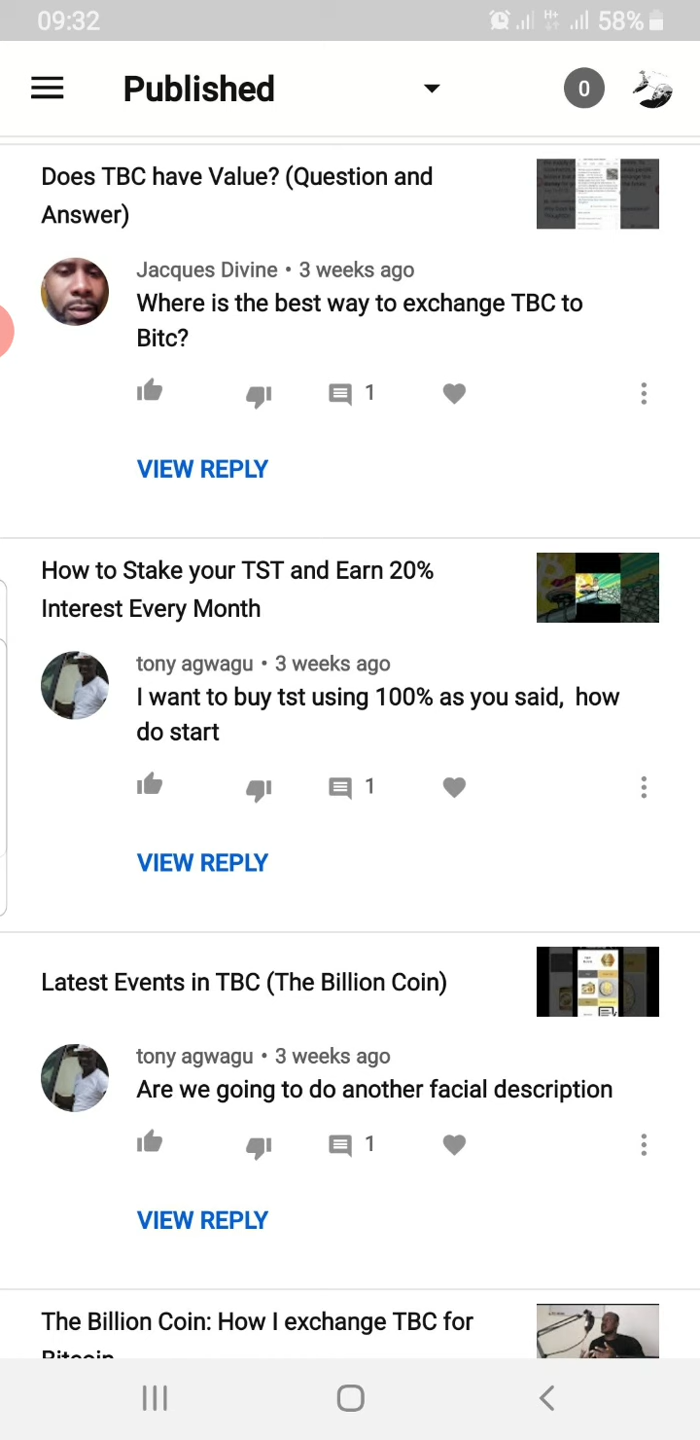 09:32
H+
58%
Published
0
Does TBC have Value? (Question and
Answer)
Jacques Divine • 3 weeks ago
Where is the best way to exchange TBC to
Bitc?
1
VIEW REPLY
How to Stake your TST and Earn 20%
Interest Every Month
tony agwagu • 3 weeks ago
I want to buy tst using 100% as you said, how
do start
1
VIEW REPLY
Latest Events in TBC (The Billion Coin)
tony agwagu • 3 weeks ago
Are we going to do another facial description
1
VIEW REPLY
The Billion Coin: How I exchange TBC for
Bitcoin